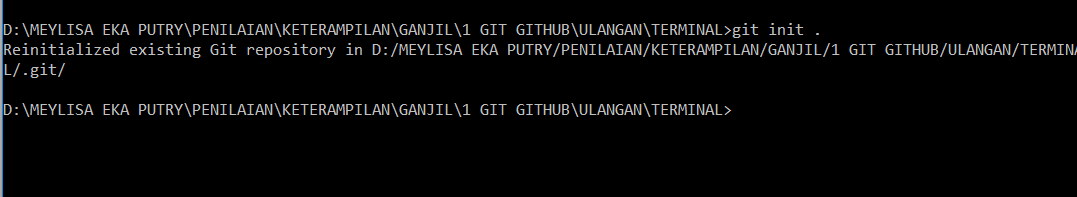 D:\MEYLISA EKA PUTRY\PENILAIAN\KETERAMPILAN\GANJIL\1 GIT GITHUB\ULANGAN\TERMINAL>git init .
Reinitialized existing Git repository in D:/MEYLISA EKA PUTRY/PENILAIAN/KETERAMPILAN/GANJIL/1 GIT GITHUB/ULANGAN/TERMINA
L/.git/
D:\MEYLISA EKA PUTRY\PENILAIAN\KETERAMPILAN\GANJIL\1 GIT GITHUB\ULANGAN\TERMINAL>